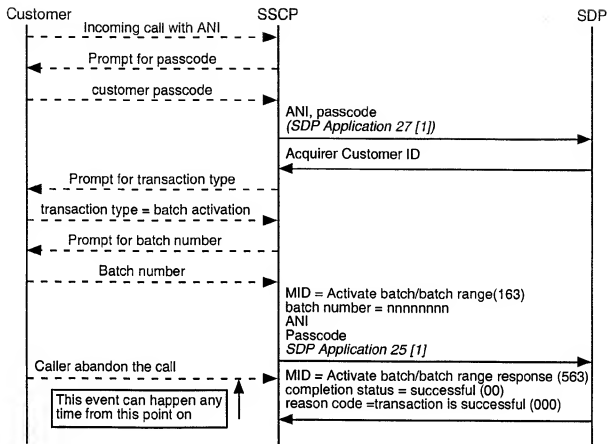 Customer SSCP SDP
Incoming call with ANI
Prompt for passcode
customer passcode
ANI, passcode
(SDP Application 27 [1])
Acquirer Customer ID
Prompt for transaction type
transaction type = batch activation
Prompt for batch number
Batch number
MID = Activate batch/batch range(163)
batch number = nnnnnnnn
ANI
Passcode
SDP Application 25 [1]
Caller abandon the call
MID = Activate batch/batch range response (563)
completion status = successful (00)
reason code =transaction is successful (000)
This event can happen any
time from this point on